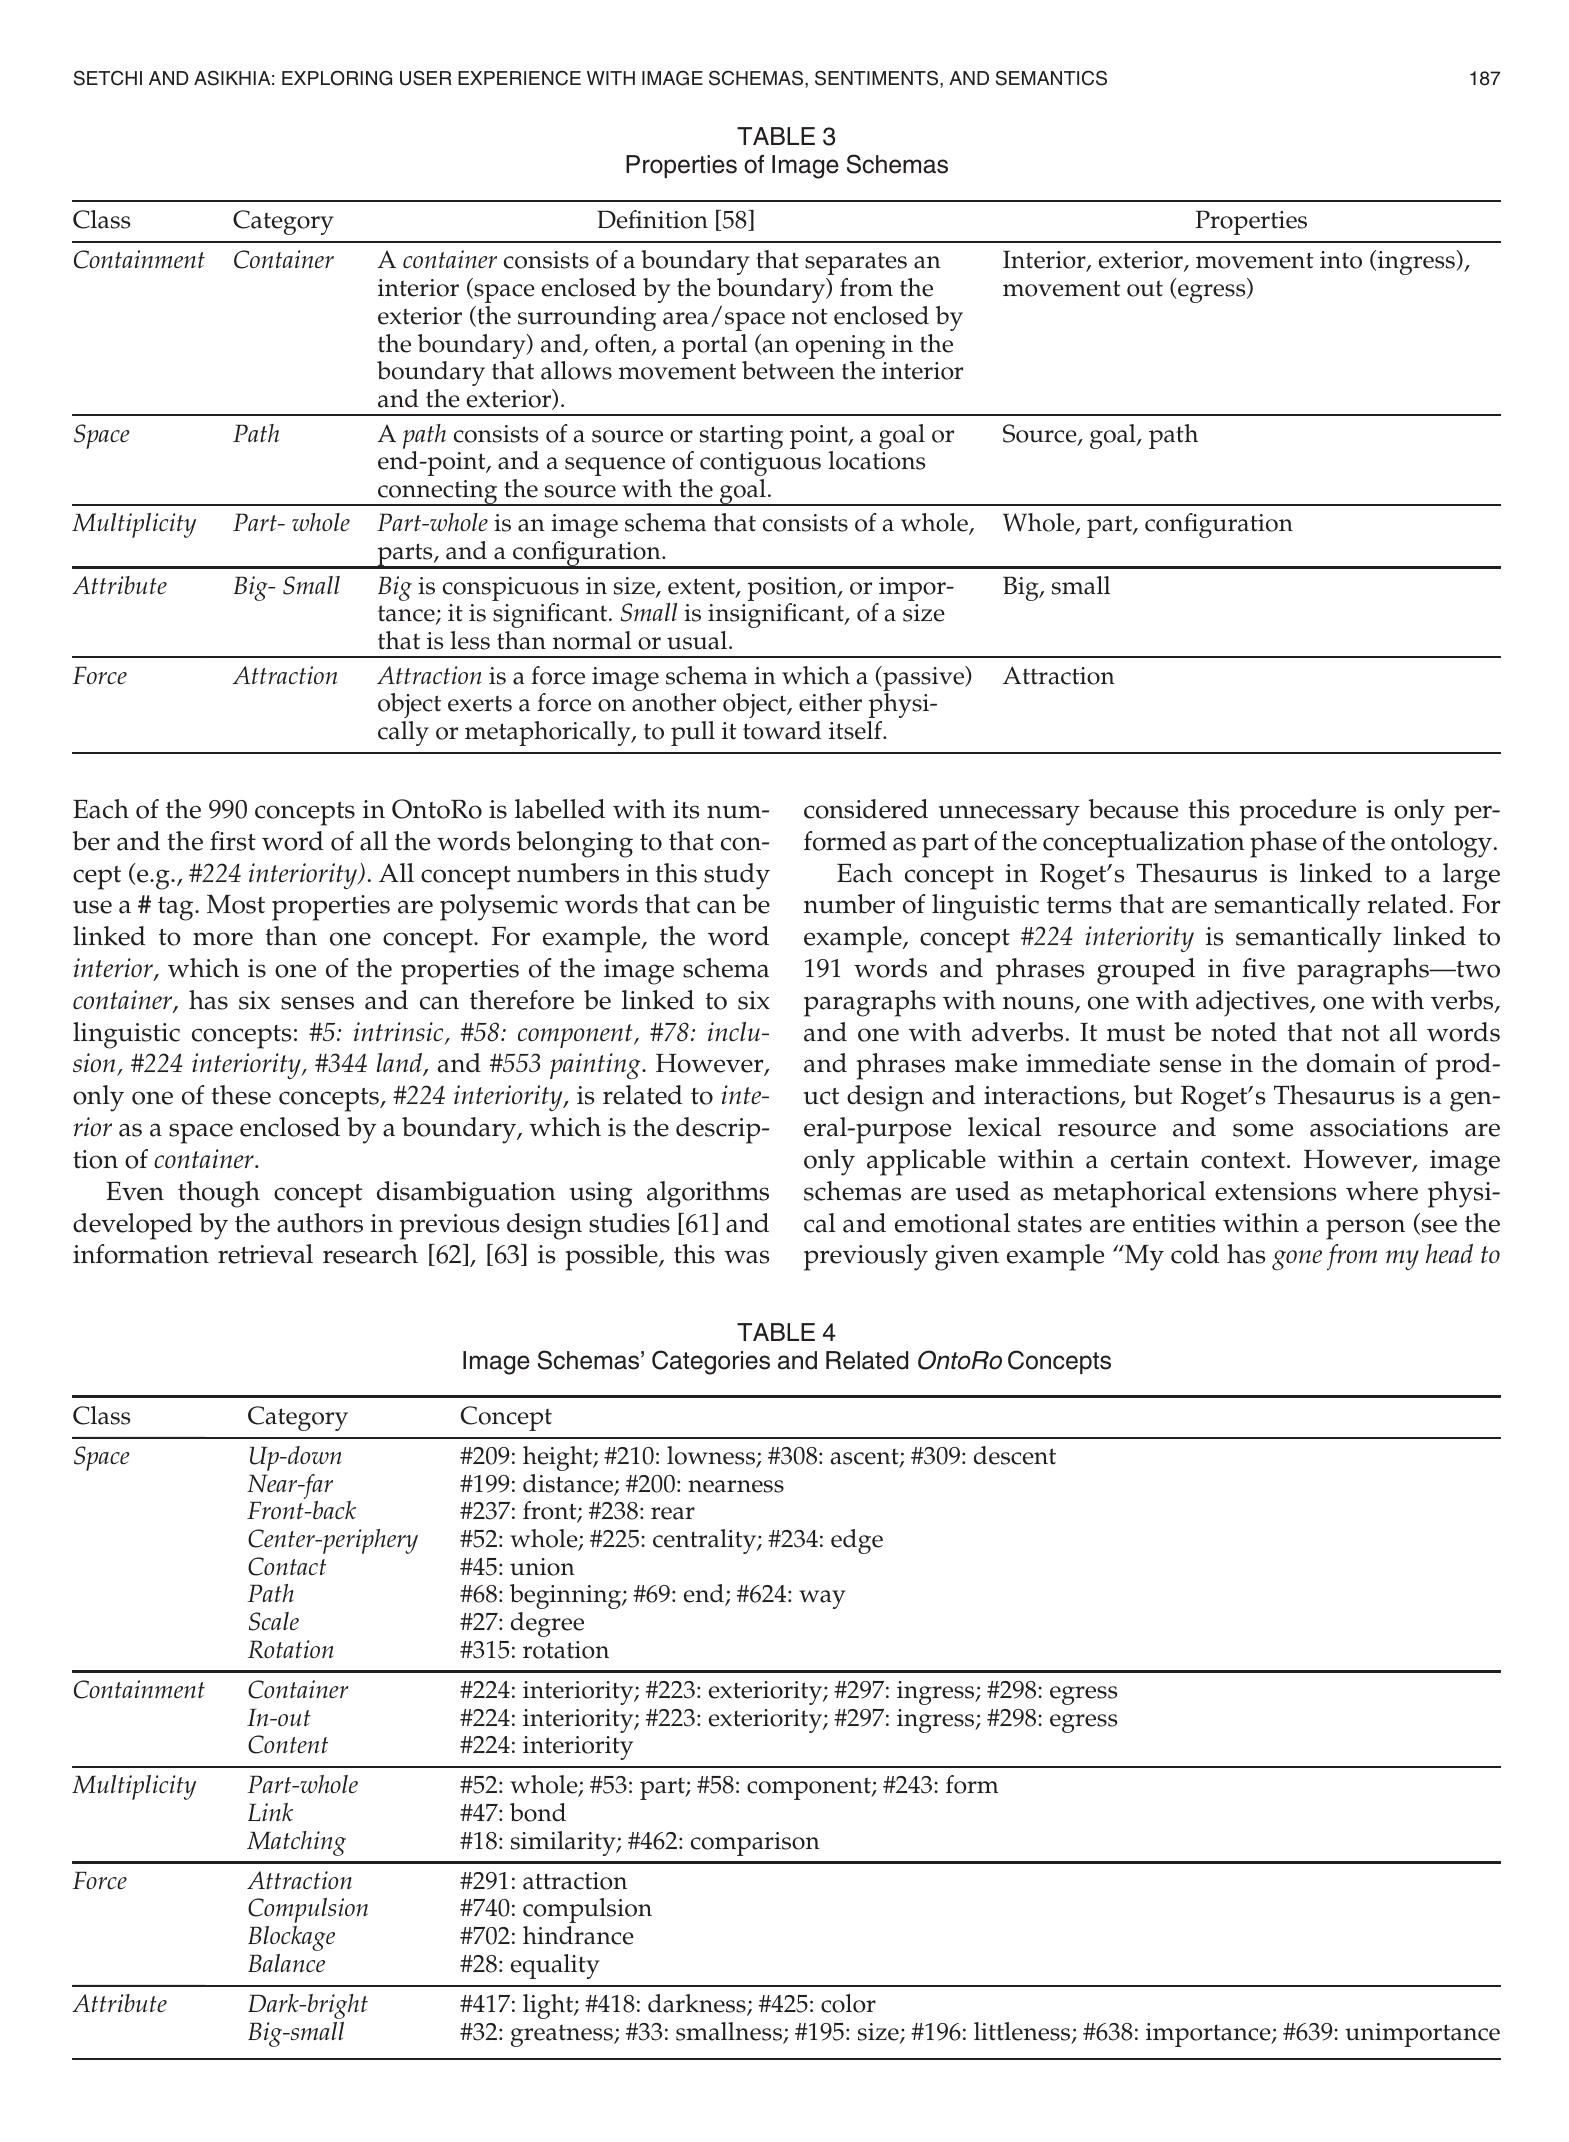 SETCHI AND ASIKHIA: EXPLORING USER EXPERIENCE WITH IMAGE SCHEMAS, SENTIMENTS, AND SEMANTICS 187
TABLE 3
Properties of Image Schemas
Class Category Definition [58] Properties
Containment Container A container consists of a boundary that separates an Interior, exterior, movement into (ingress),
interior (space enclosed by the boundary) from the movement out (egress)
exterior (the surrounding area/space not enclosed by
the boundary) and, often, a portal (an opening in the
boundary that allows movement between the interior
and the exterior).
Space Path A path consists of a source or starting point, a goal or Source, goal, path
end-point, and a sequence of contiguous locations
connecting the source with the goal.
Multiplicity Part- whole Part-whole is an image schema that consists of a whole, Whole, part, configuration
parts, and a configuration.
Attribute Big- Small Big is conspicuous in size, extent, position, or impor- Big, small
tance; it is significant. Small is insignificant, of a size
that is less than normal or usual.
Force Attraction Attraction is a force image schema in which a (passive) Attraction
object exerts a force on another object, either physi-
cally or metaphorically, to pull it toward itself.
Each of the 990 concepts in OntoRo is labelled with its num-
ber and the first word of all the words belonging to that con-
cept (e.g., #224 interiority). All concept numbers in this study
use a # tag. Most properties are polysemic words that can be
linked to more than one concept. For example, the word
interior, which is one of the properties of the image schema
container, has six senses and can therefore be linked to six
linguistic concepts: #5: intrinsic, #58: component, #78: inclu-
sion, #224 interiority, #344 land, and #553 painting. However,
only one of these concepts, #224 interiority, is related to inte-
rior as a space enclosed by a boundary, which is the descrip-
tion of container.
Even though concept disambiguation using algorithms
developed by the authors in previous design studies [61] and
information retrieval research [62], [63] is possible, this was
considered unnecessary because this procedure is only per-
formed as part of the conceptualization phase of the ontology.
Each concept in Roget's Thesaurus is linked to a large
number of linguistic terms that are semantically related. For
example, concept #224 interiority is semantically linked to
191 words and phrases grouped in five paragraphs—two
paragraphs with nouns, one with adjectives, one with verbs,
and one with adverbs. It must be noted that not all words
and phrases make immediate sense in the domain of prod-
uct design and interactions, but Roget's Thesaurus is a gen-
eral-purpose lexical resource and some associations are
only applicable within a certain context. However, image
schemas are used as metaphorical extensions where physi-
cal and emotional states are entities within a person (see the
previously given example "My cold has gone from my head to
TABLE 4
Image Schemas' Categories and Related OntoRo Concepts
Class Category Concept
Space Up-down #209: height; #210: lowness; #308: ascent; #309: descent
Near-far #199: distance; #200: nearness
Front-back #237: front; #238: rear
Center-periphery #52: whole; #225: centrality; #234: edge
Contact #45: union
Path #68: beginning; #69: end; #624: way
Scale #27: degree
Rotation #315: rotation
Containment Container #224: interiority; #223: exteriority; #297: ingress; #298: egress
In-out #224: interiority; #223: exteriority; #297: ingress; #298: egress
Content #224: interiority
Multiplicity Part-whole #52: whole; #53: part; #58: component; #243: form
Link #47: bond
Matching #18: similarity; #462: comparison
Force Attraction #291: attraction
Compulsion #740: compulsion
Blockage #702: hindrance
Balance #28: equality
Attribute Dark-bright #417: light; #418: darkness; #425: color
Big-small #32: greatness; #33: smallness; #195: size; #196: littleness; #638: importance; #639: unimportance